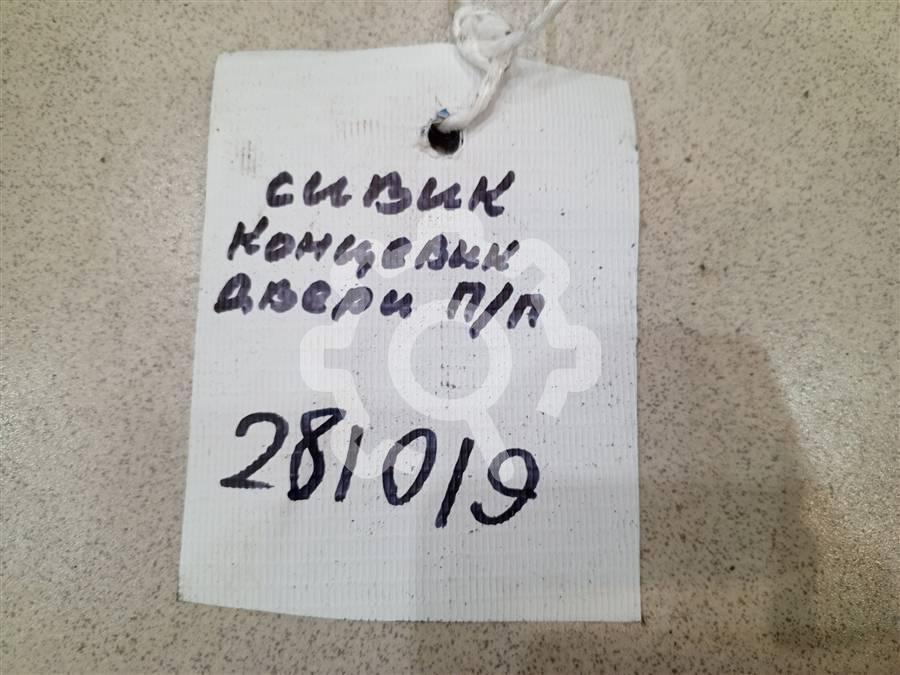 сивик
концевик
двери п/п
281019